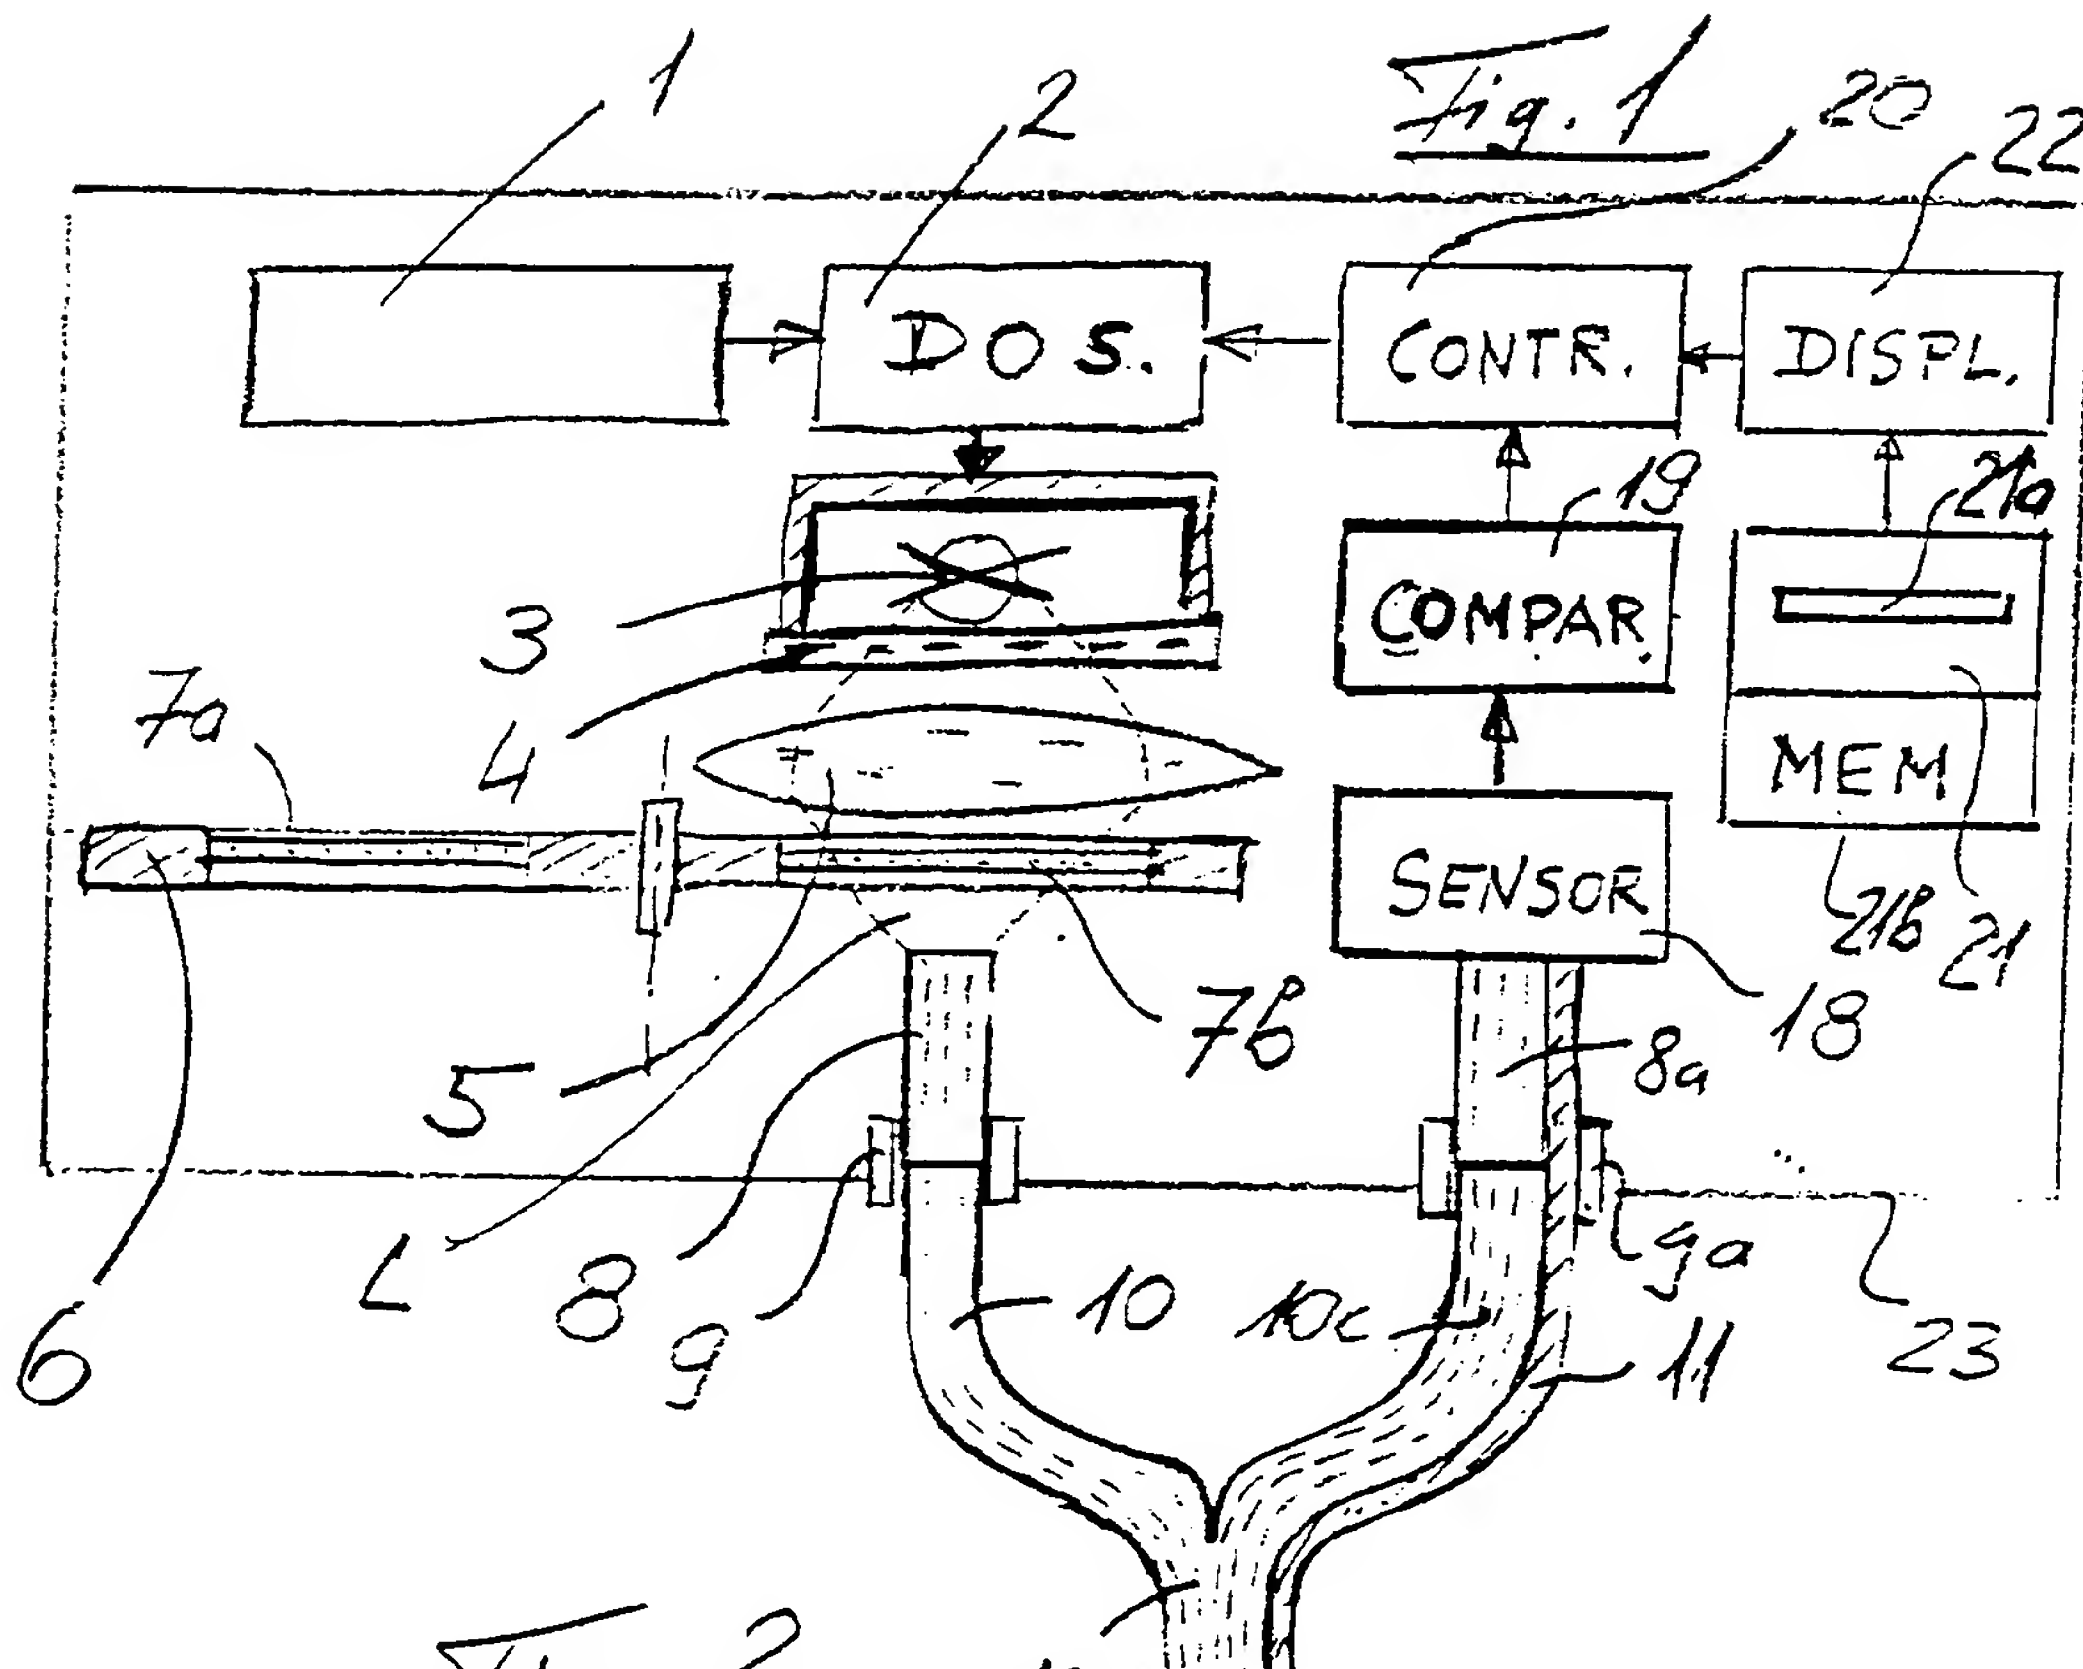 Fig. 1
1
2
20
22
DOS.
CONTR.
DISPL.
19
21a
3
COMPAR.
7a
4
MEM
SENSOR
21b
21
7b
18
5
8a
L
8
9
10
10c
9a
6
11
23